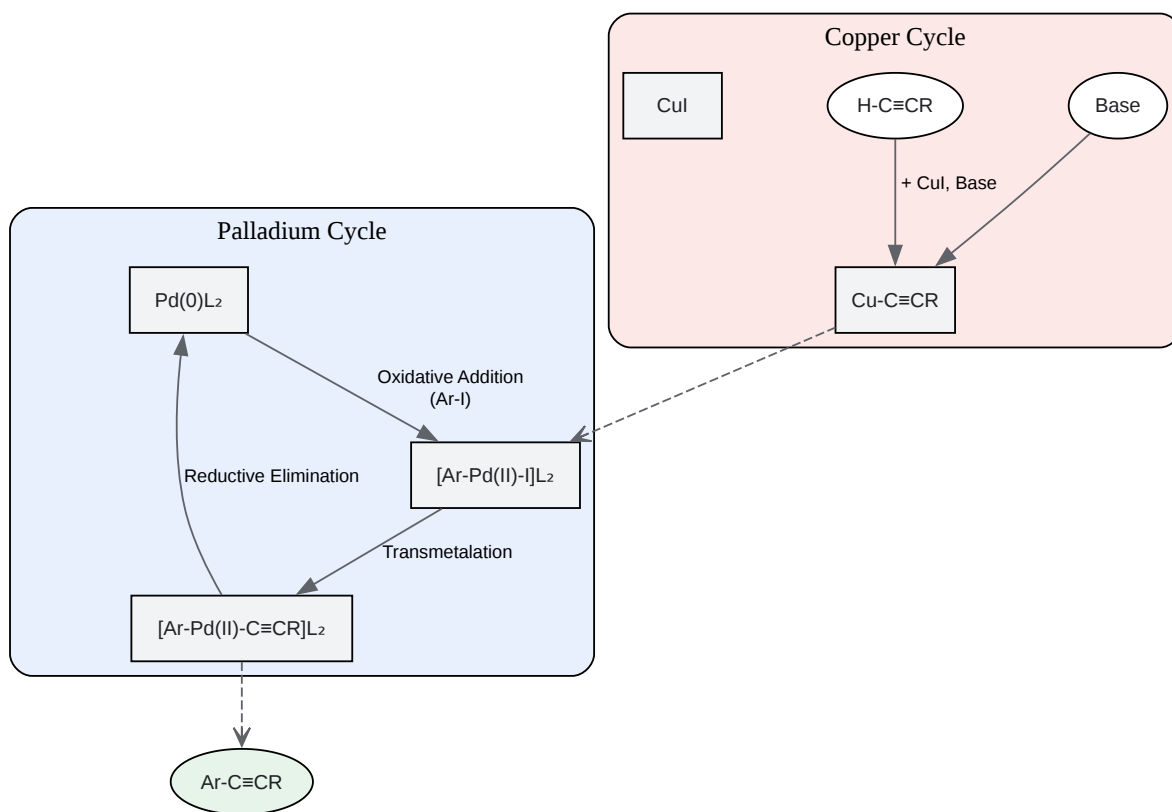 Copper Cycle
CuI
H-C≡CR
Base
+ CuI, Base
Cu-C≡CR
Palladium Cycle
Pd(0)L₂
Oxidative Addition
(Ar-I)
[Ar-Pd(II)-I]L₂
Reductive Elimination
Transmetalation
[Ar-Pd(II)-C≡CR]L₂
Ar-C≡CR